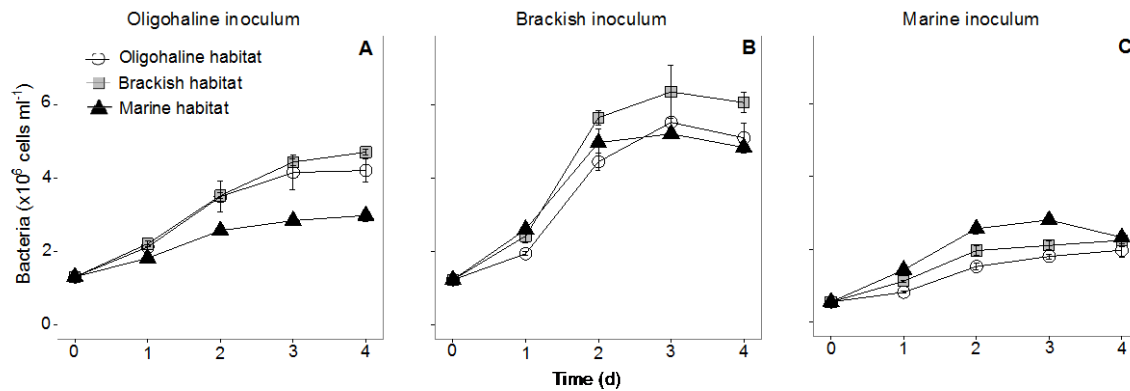 Oligohaline inoculum
Brackish inoculum
Marine inoculum
A
B
C
Oligohaline habitat
Brackish habitat
Marine habitat
Bacteria (x10⁶ cells ml⁻¹)
6
4
2
0
0 1 2 3 4
0 1 2 3 4
0 1 2 3 4
Time (d)